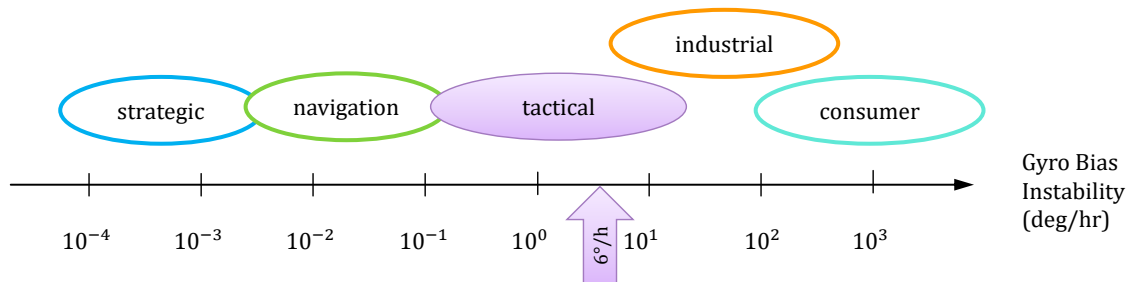 industrial
strategic
navigation
tactical
consumer
Gyro Bias
Instability
(deg/hr)
10⁻⁴
10⁻³
10⁻²
10⁻¹
10⁰
6°/h
10¹
10²
10³